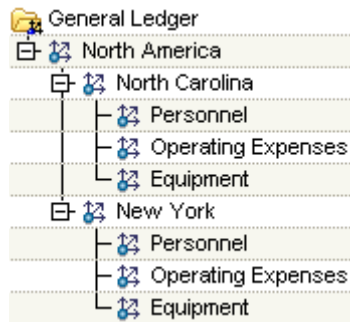 General Ledger
North America
North Carolina
Personnel
Operating Expenses
Equipment
New York
Personnel
Operating Expenses
Equipment